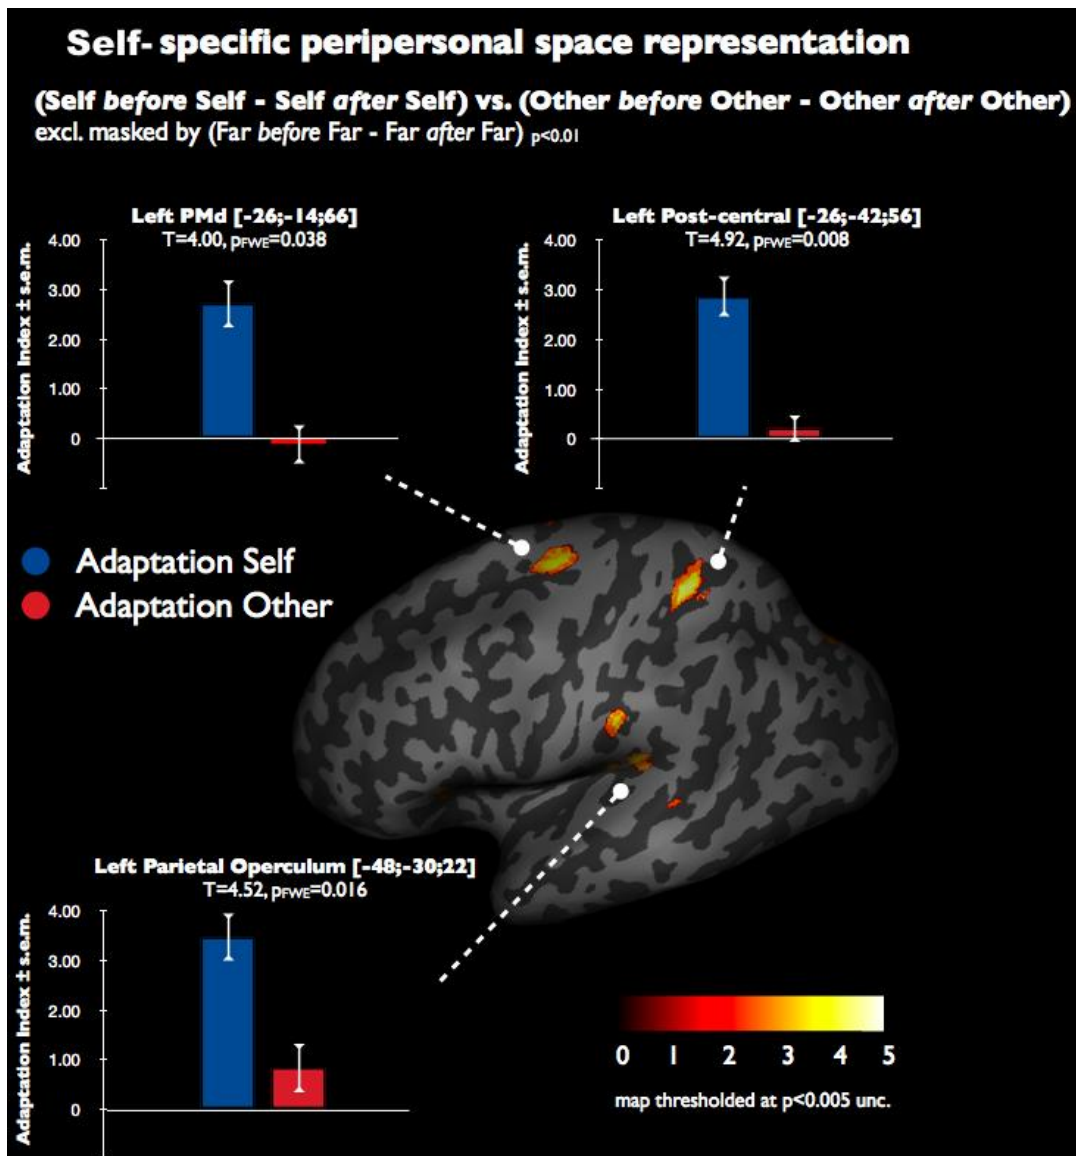 Self- specific peripersonal space representation
(Self before Self - Self after Self) vs. (Other before Other - Other after Other)
excl. masked by (Far before Far - Far after Far) p<0.01
Left PMd [-26;-14;66]
T=4.00, pFWE=0.038
Adaptation Index ± s.e.m.
4.00
3.00
2.00
1.00
0
Left Post-central [-26;-42;56]
T=4.92, pFWE=0.008
Adaptation Index ± s.e.m.
4.00
3.00
2.00
1.00
0
Adaptation Self
Adaptation Other
Left Parietal Operculum [-48;-30;22]
T=4.52, pFWE=0.016
Adaptation Index ± s.e.m.
4.00
3.00
2.00
1.00
0
0 1 2 3 4 5
map thresholded at p<0.005 unc.